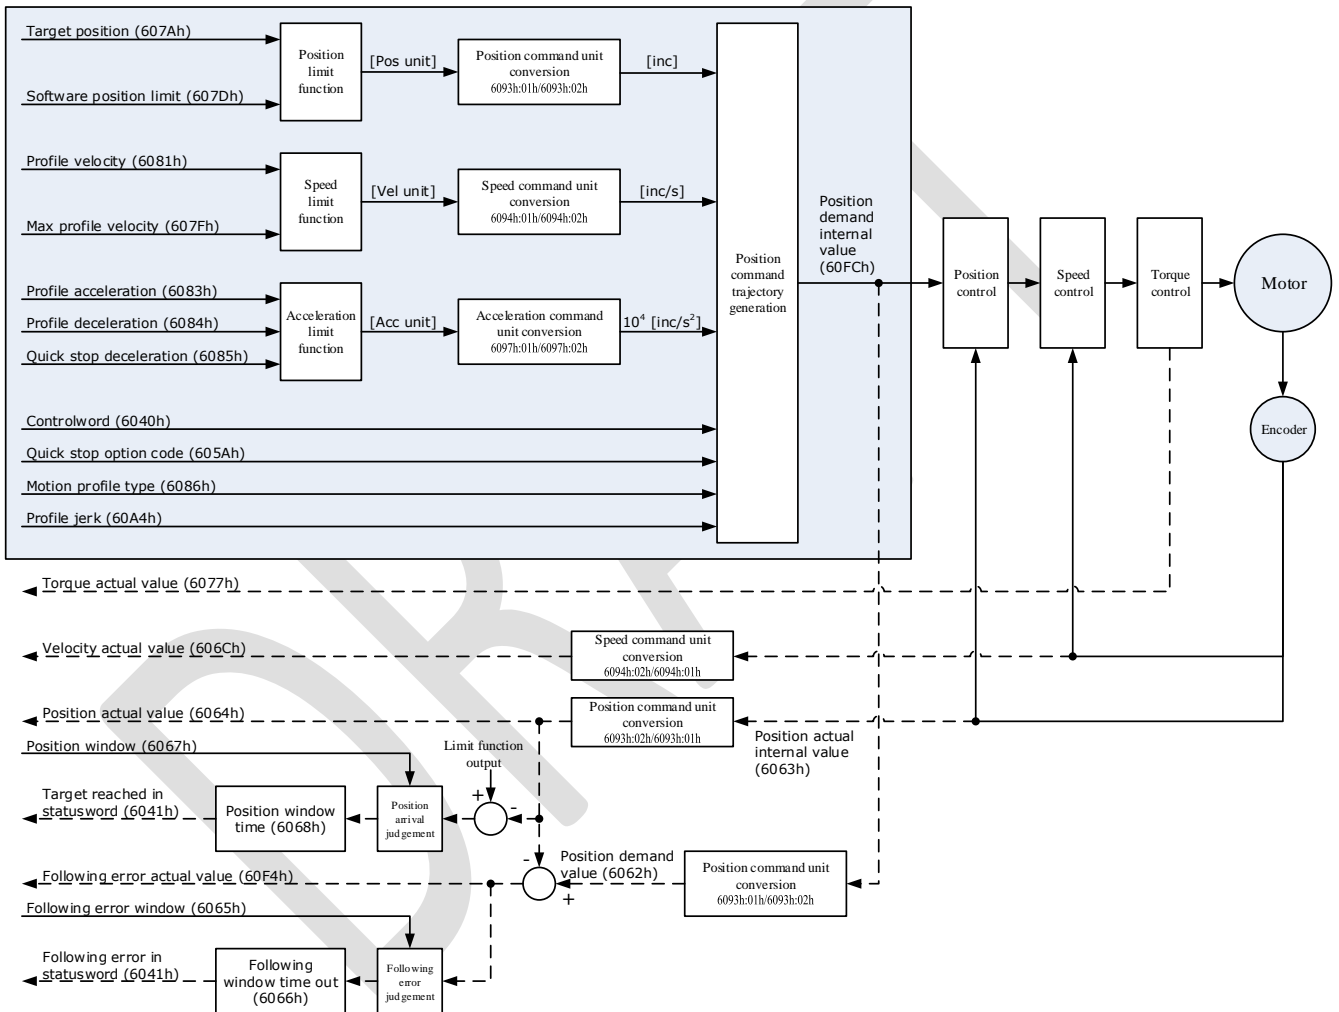 Target position (607Ah)
Software position limit (607Dh)
Position
limit
function
[Pos unit]
Position command unit
conversion
6093h:01h/6093h:02h
[inc]
Profile velocity (6081h)
Max profile velocity (607Fh)
Speed
limit
function
[Vel unit]
Speed command unit
conversion
6094h:01h/6094h:02h
[inc/s]
Profile acceleration (6083h)
Profile deceleration (6084h)
Quick stop deceleration (6085h)
Acceleration
limit
function
[Acc unit]
Acceleration command
unit conversion
6097h:01h/6097h:02h
10⁴ [inc/s²]
Controlword (6040h)
Quick stop option code (605Ah)
Motion profile type (6086h)
Profile jerk (60A4h)
Position
command
trajectory
generation
Position
demand
internal
value
(60FCh)
Position
control
Speed
control
Torque
control
Motor
Encoder
Torque actual value (6077h)
Velocity actual value (606Ch)
Speed command unit
conversion
6094h:02h/6094h:01h
Position actual value (6064h)
Position command unit
conversion
6093h:02h/6093h:01h
Position actual
internal value
(6063h)
Position window (6067h)
Limit function
output
Target reached in
statusword (6041h)
Position window
time (6068h)
Position
arrival
judgement
+
-
Following error actual value (60F4h)
-
+
Position demand
value (6062h)
Position command unit
conversion
6093h:01h/6093h:02h
Following error window (6065h)
Following error in
statusword (6041h)
Following
window time out
(6066h)
Following
error
judgement
DRAFT